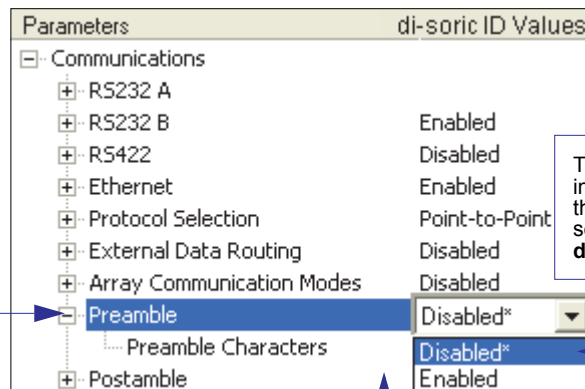 Parameters di-soric ID Values
Communications
RS232 A
RS232 B Enabled
RS422 Disabled
Ethernet Enabled
Protocol Selection Point-to-Point
External Data Routing Disabled
Array Communication Modes Disabled
Preamble Disabled*
Preamble Characters Disabled*
Postamble Enabled